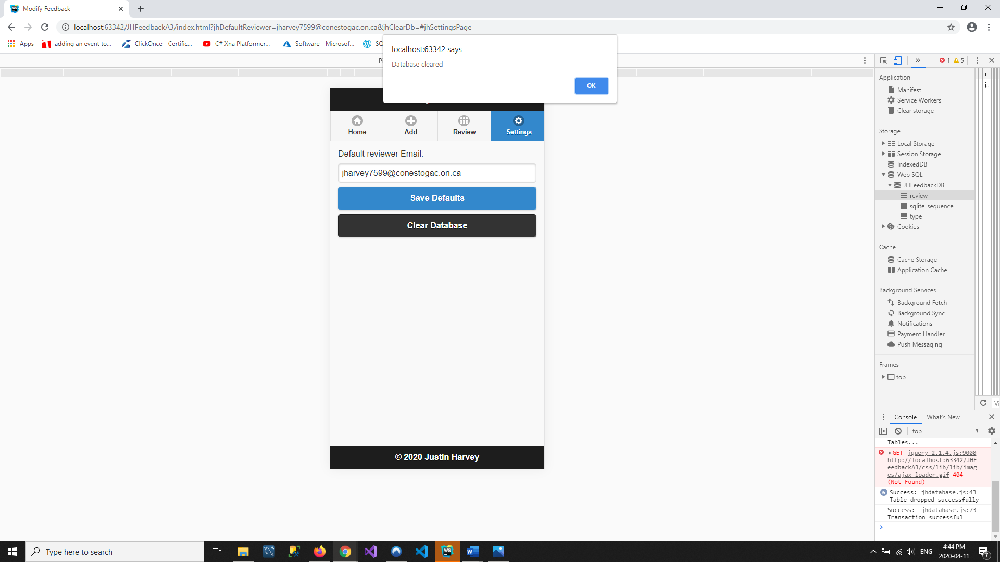 Modify Feedback
localhost:63342/JHFeedbackA3/index.html?jhDefaultReviewer=jharvey7599@conestogac.on.ca&jhClearDb=#jhSettingsPage
Apps
adding an event to...
ClickOnce - Certific...
C# Xna Platformer...
Software - Microsof...
localhost:63342 says
Database cleared
OK
Home
Add
Review
Settings
Default reviewer Email:
jharvey7599@conestogac.on.ca
Save Defaults
Clear Database
© 2020 Justin Harvey
1
5
Application
Manifest
Service Workers
Clear storage
Storage
Local Storage
Session Storage
IndexedDB
Web SQL
JHFeedbackDB
review
sqlite_sequence
type
Cookies
Cache
Cache Storage
Application Cache
Background Services
Background Fetch
Background Sync
Notifications
Payment Handler
Push Messaging
Frames
top
Console
What's New
top
Tables...
GET jquery-2.1.4.js:9000
http://localhost:63342/JHF
eedbackA3/css/lib/lib/imag
es/ajax-loader.gif 404
(Not Found)
6 Success: jhdatabase.js:43
Table dropped successfully
Success: jhdatabase.js:73
Transaction successful
Type here to search
ENG
4:44 PM
2020-04-11
7